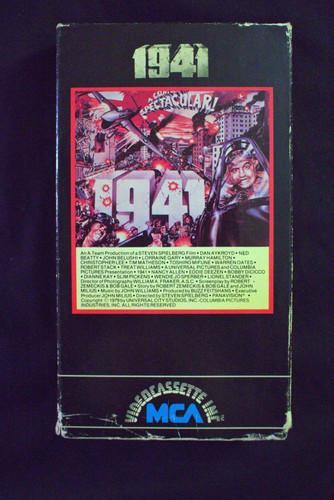 1941
A COMEDY
SPECTACULAR!
1941
An A-Team Production of a STEVEN SPIELBERG Film • DAN AYKROYD • NED
BEATTY • JOHN BELUSHI • LORRAINE GARY • MURRAY HAMILTON •
CHRISTOPHER LEE • TIM MATHESON • TOSHIRO MIFUNE • WARREN OATES •
ROBERT STACK • TREAT WILLIAMS • A UNIVERSAL PICTURES and COLUMBIA
PICTURES Presentation • 1941 • NANCY ALLEN • EDDIE DEEZEN • BOBBY DiCICCO
• DIANNE KAY • SLIM PICKENS • WENDIE JO SPERBER • LIONEL STANDER •
Director of Photography WILLIAM A. FRAKER, A.S.C. • Screenplay by ROBERT
ZEMECKIS & BOB GALE • Story by ROBERT ZEMECKIS & BOB GALE and JOHN
MILIUS • Music by JOHN WILLIAMS • Produced by BUZZ FEITSHANS • Executive
Producer JOHN MILIUS • Directed by STEVEN SPIELBERG • PANAVISION®
Copyright © 1979 by UNIVERSAL CITY STUDIOS, INC./COLUMBIA PICTURES
INDUSTRIES, INC. ALL RIGHTS RESERVED.
MCA
VIDEOCASSETTE INC.